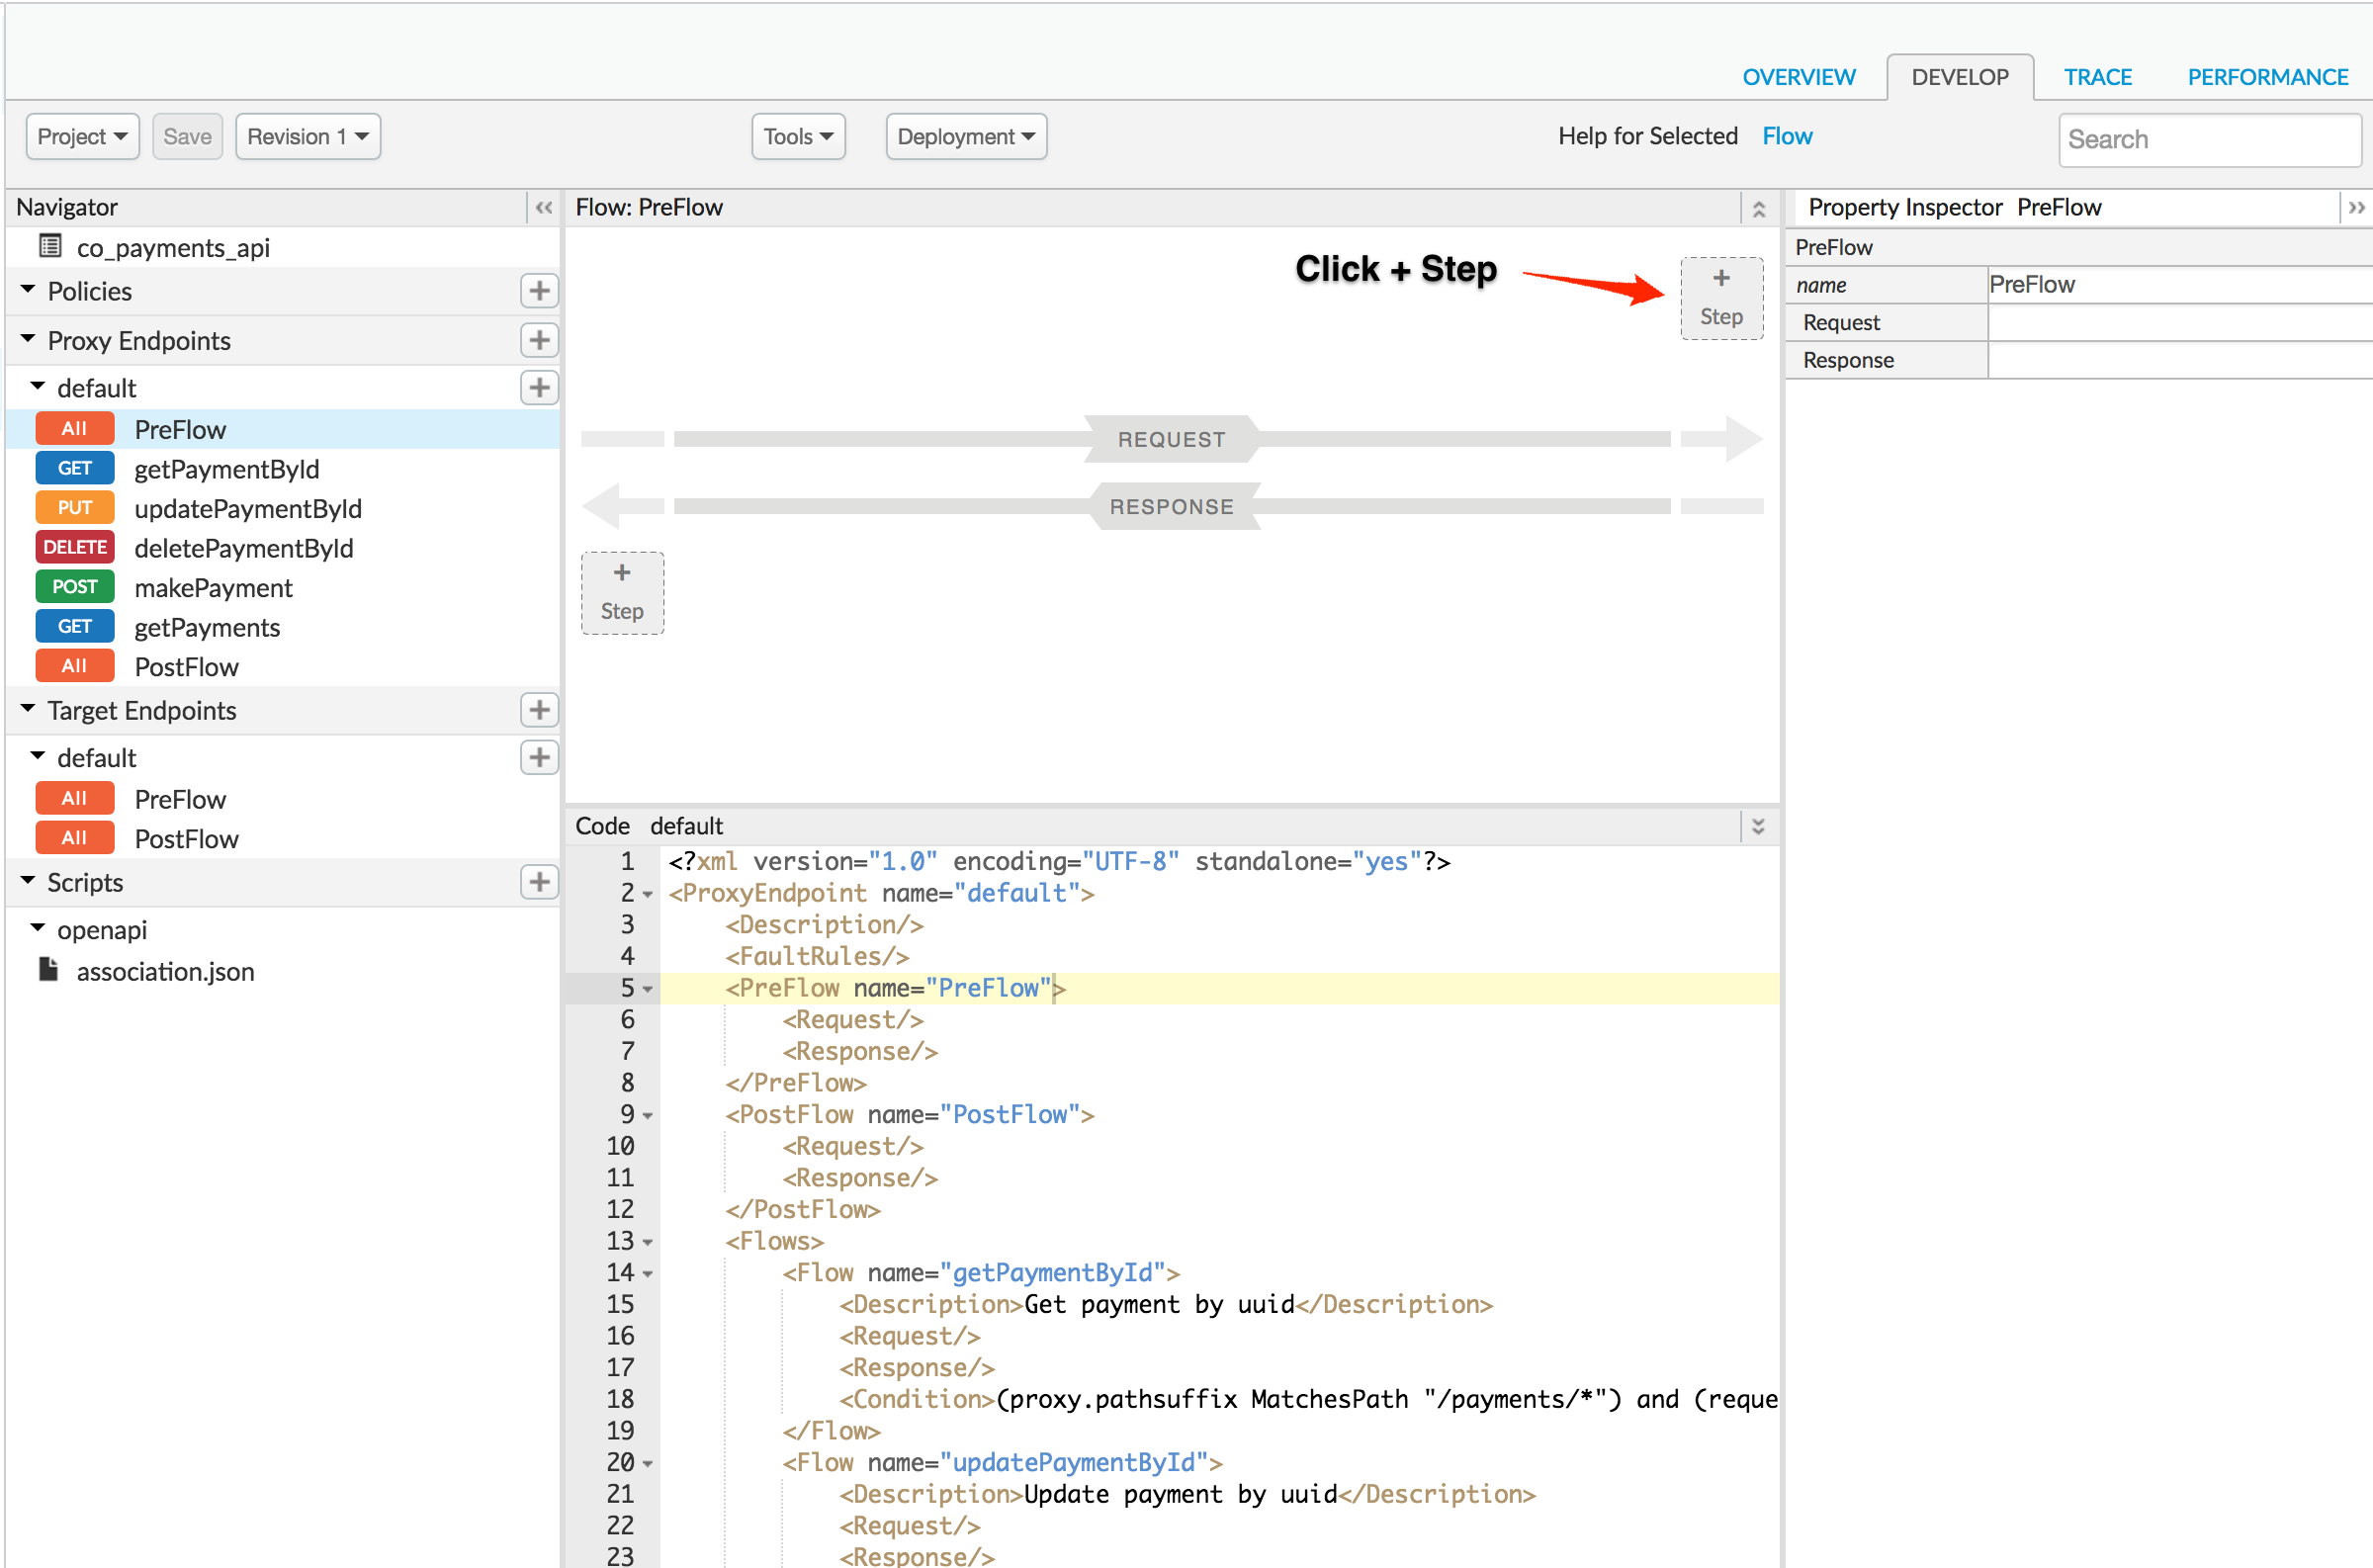 OVERVIEW DEVELOP TRACE PERFORMANCE
Project Save Revision 1 Tools Deployment Help for Selected Flow Search
Navigator
co_payments_api
Policies
Proxy Endpoints
default
All PreFlow
GET getPaymentById
PUT updatePaymentById
DELETE deletePaymentById
POST makePayment
GET getPayments
All PostFlow
Target Endpoints
default
All PreFlow
All PostFlow
Scripts
openapi
association.json
Flow: PreFlow
Click + Step
+
Step
REQUEST
RESPONSE
+
Step
Code default
1 <?xml version="1.0" encoding="UTF-8" standalone="yes"?>
2 <ProxyEndpoint name="default">
3 <Description/>
4 <FaultRules/>
5 <PreFlow name="PreFlow">
6 <Request/>
7 <Response/>
8 </PreFlow>
9 <PostFlow name="PostFlow">
10 <Request/>
11 <Response/>
12 </PostFlow>
13 <Flows>
14 <Flow name="getPaymentById">
15 <Description>Get payment by uuid</Description>
16 <Request/>
17 <Response/>
18 <Condition>(proxy.pathsuffix MatchesPath "/payments/*") and (reque
19 </Flow>
20 <Flow name="updatePaymentById">
21 <Description>Update payment by uuid</Description>
22 <Request/>
23 <Response/>
Property Inspector PreFlow
PreFlow
name PreFlow
Request
Response